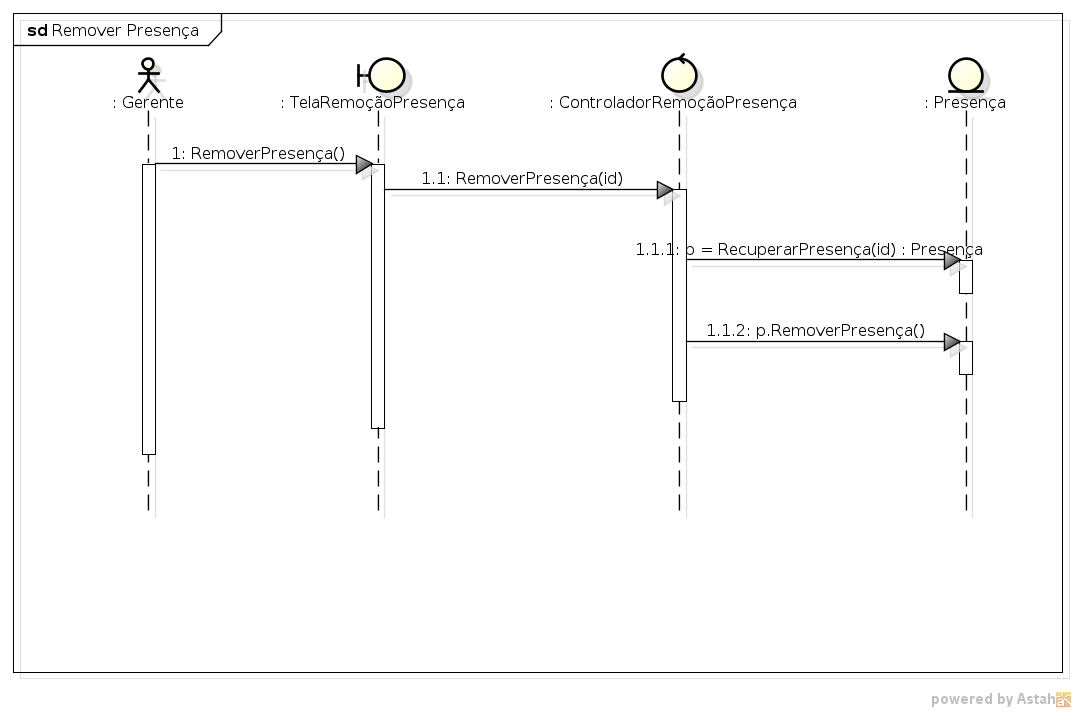 sd Remover Presença
: Gerente
: TelaRemoçãoPresença
: ControladorRemoçãoPresença
: Presença
1: RemoverPresença()
1.1: RemoverPresença(id)
1.1.1: p = RecuperarPresença(id) : Presença
1.1.2: p.RemoverPresença()
powered by Astah